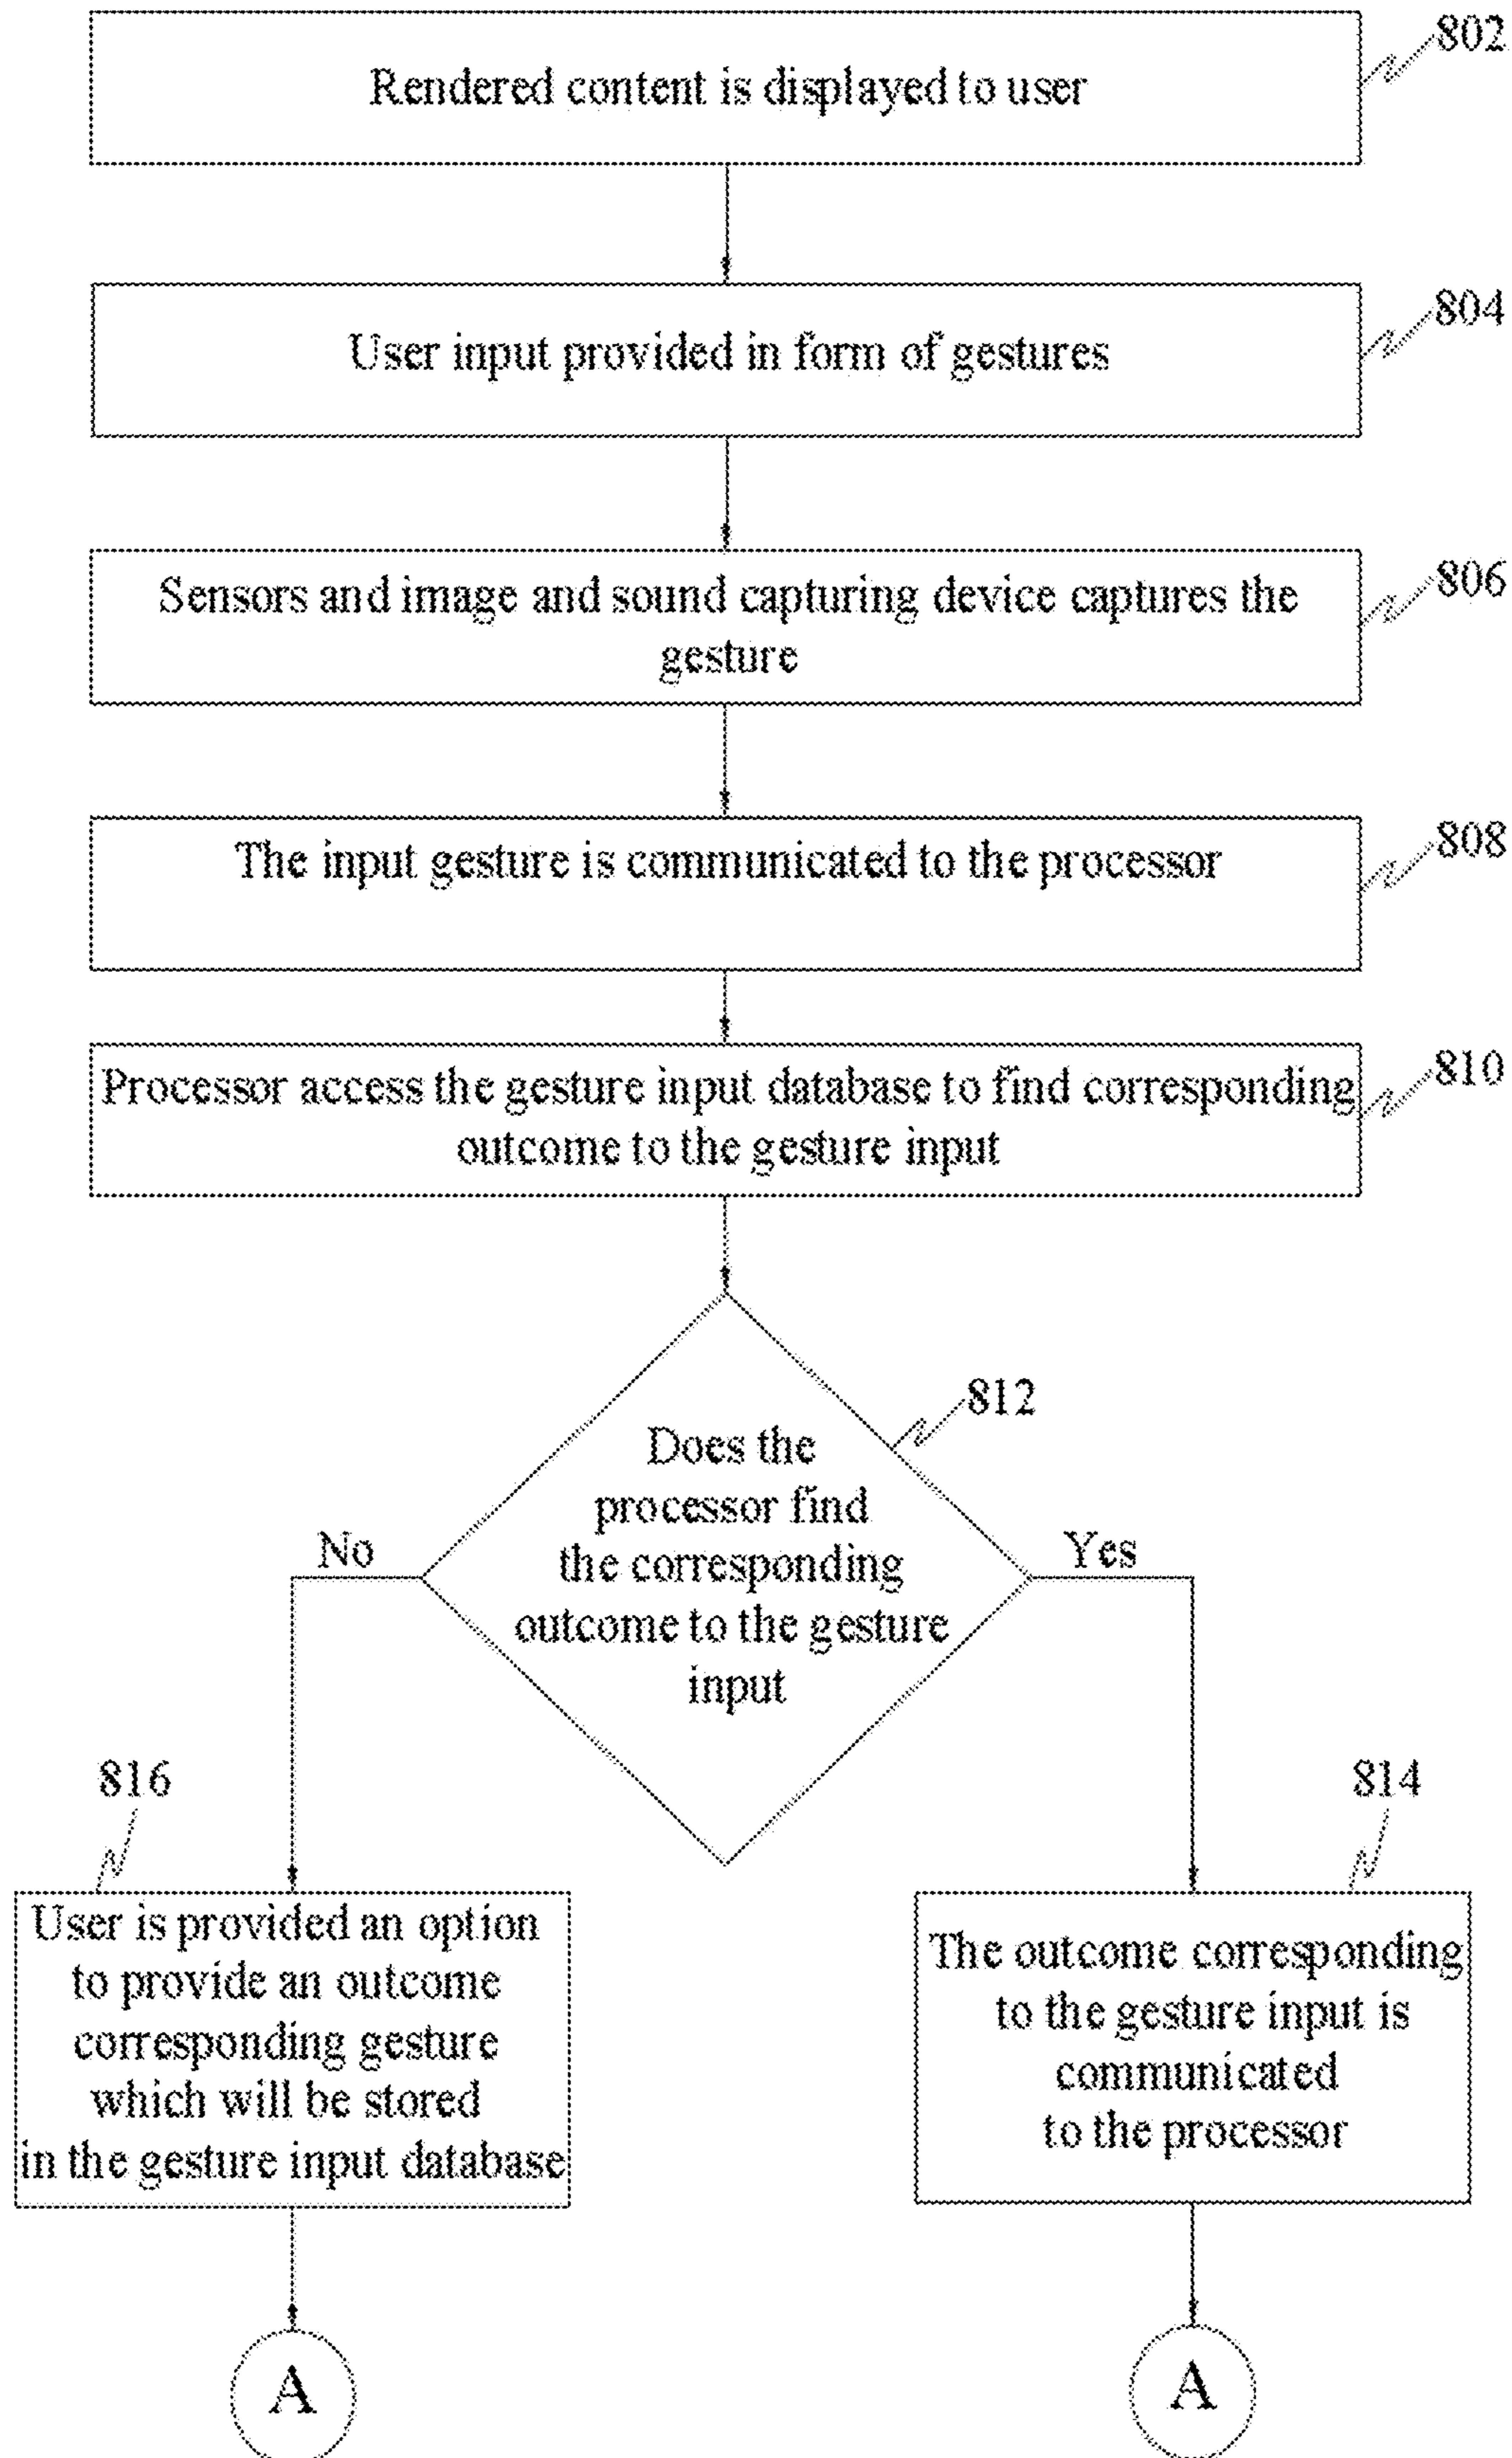 802
Rendered content is displayed to user
804
User input provided in form of gestures
806
Sensors and image and sound capturing device captures the
gesture
808
The input gesture is communicated to the processor
810
Processor access the gesture input database to find corresponding
outcome to the gesture input
812
Does the
processor find
the corresponding
outcome to the gesture
input
No
Yes
816
User is provided an option
to provide an outcome
corresponding gesture
which will be stored
in the gesture input database
814
The outcome corresponding
to the gesture input is
communicated
to the processor
A
A